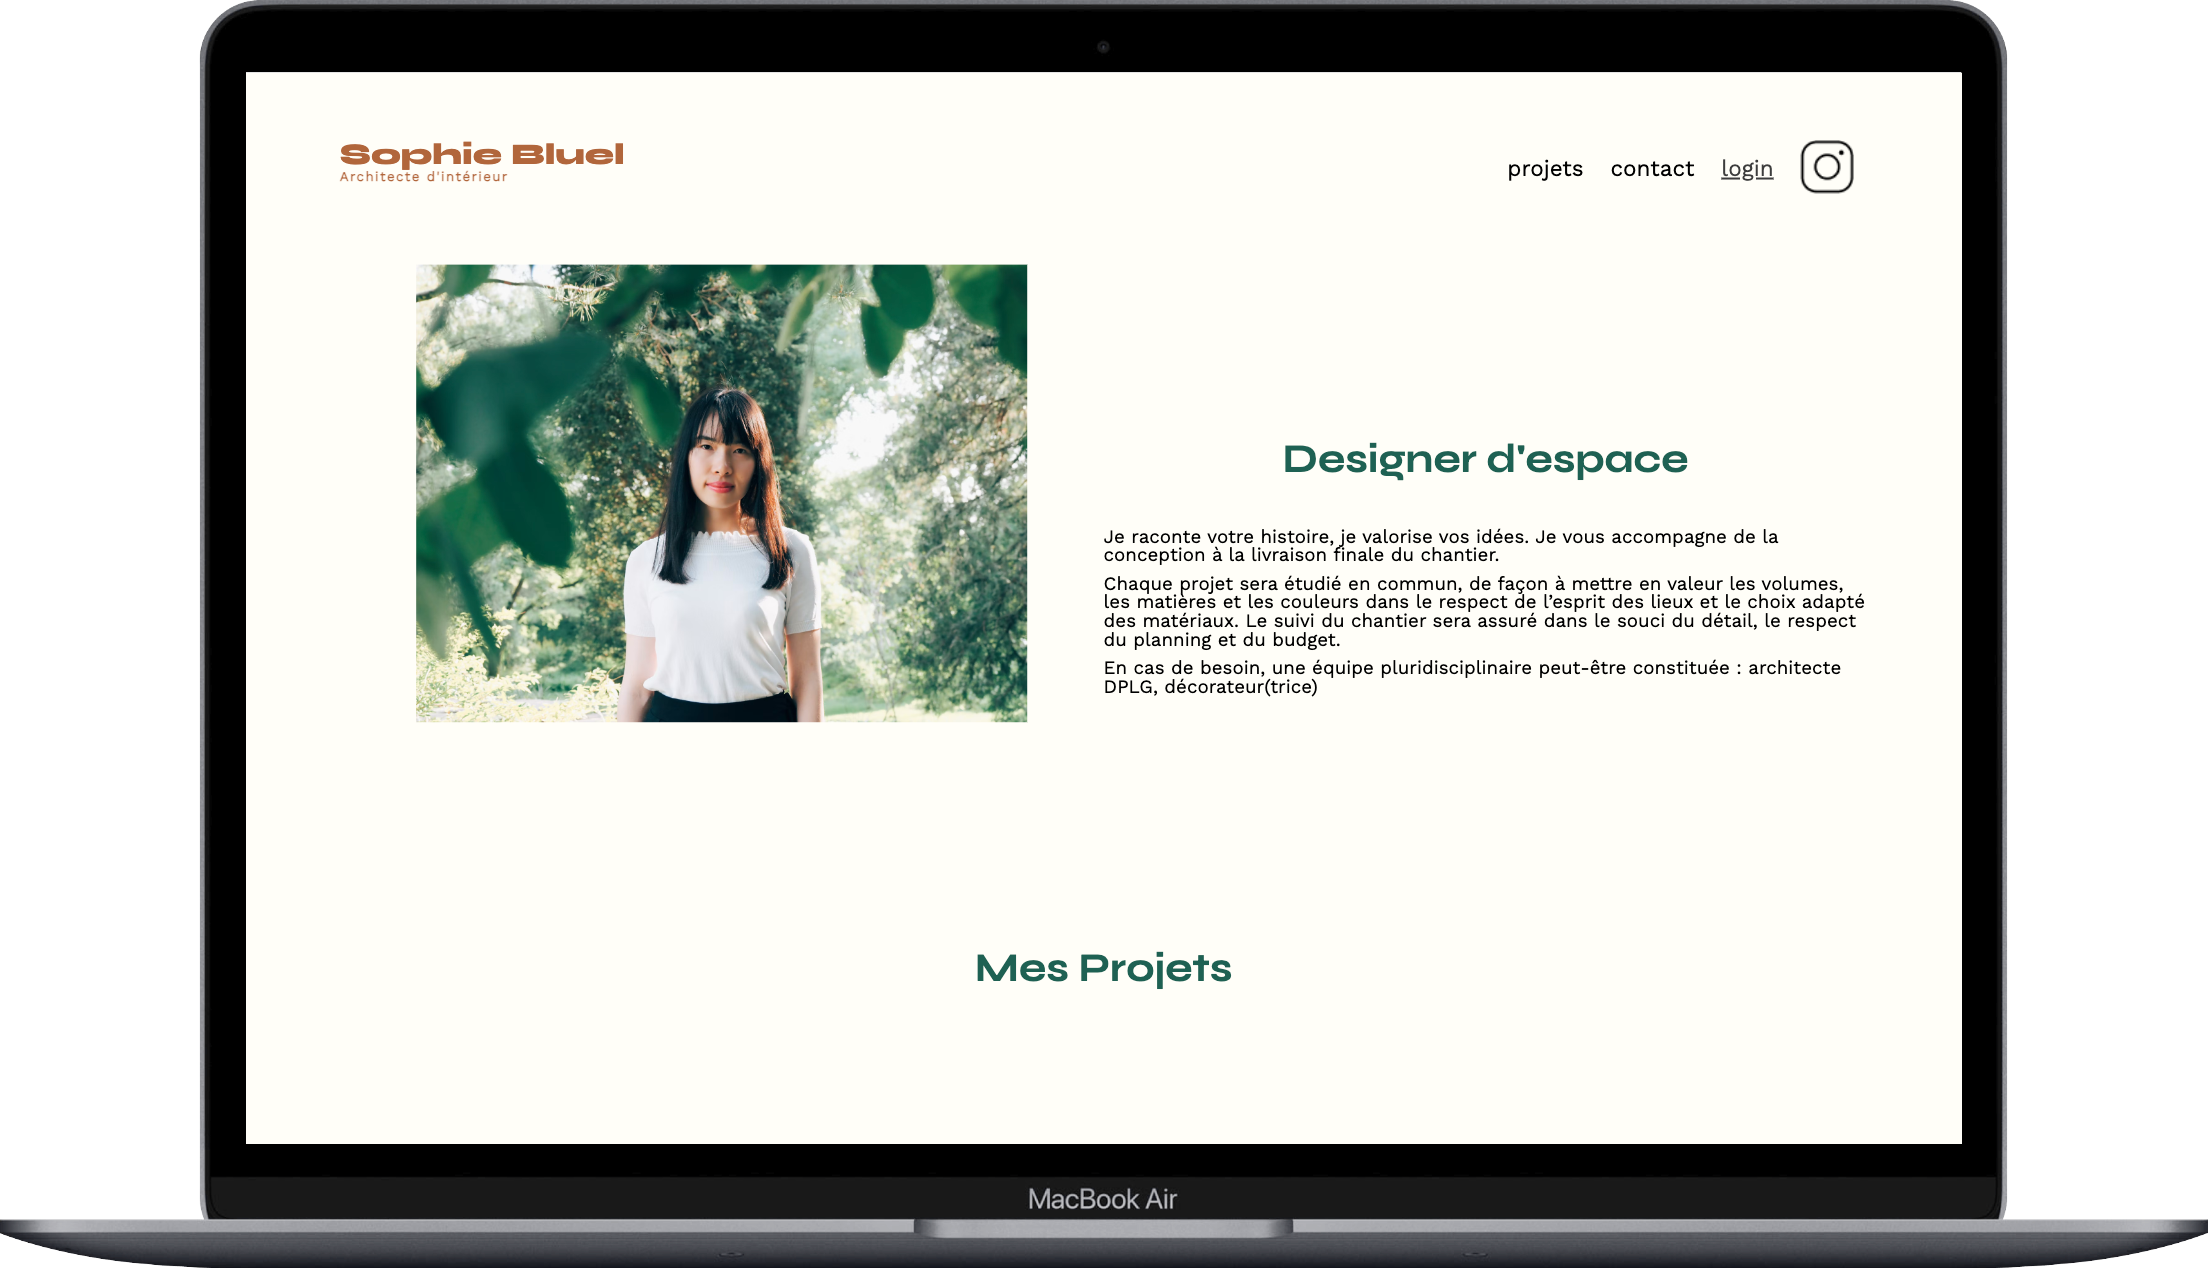 Sophie Bluel
Architecte d'intérieur
projets contact login
Designer d'espace
Je raconte votre histoire, je valorise vos idées. Je vous accompagne de la
conception à la livraison finale du chantier.
Chaque projet sera étudié en commun, de façon à mettre en valeur les volumes,
les matières et les couleurs dans le respect de l’esprit des lieux et le choix adapté
des matériaux. Le suivi du chantier sera assuré dans le souci du détail, le respect
du planning et du budget.
En cas de besoin, une équipe pluridisciplinaire peut-être constituée : architecte
DPLG, décorateur(trice)
Mes Projets
MacBook Air